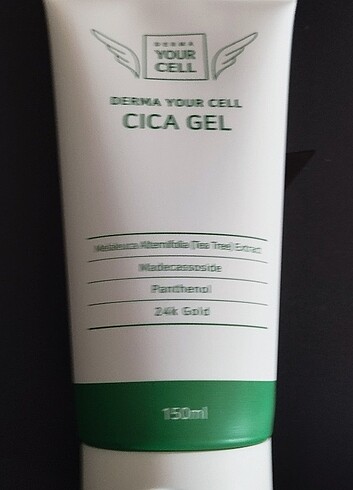 DERMA
YOUR
CELL
DERMA YOUR CELL
CICA GEL
Melaleuca Alternifolia (Tea Tree) Extract
Madecassoside
Panthenol
24k Gold
150ml